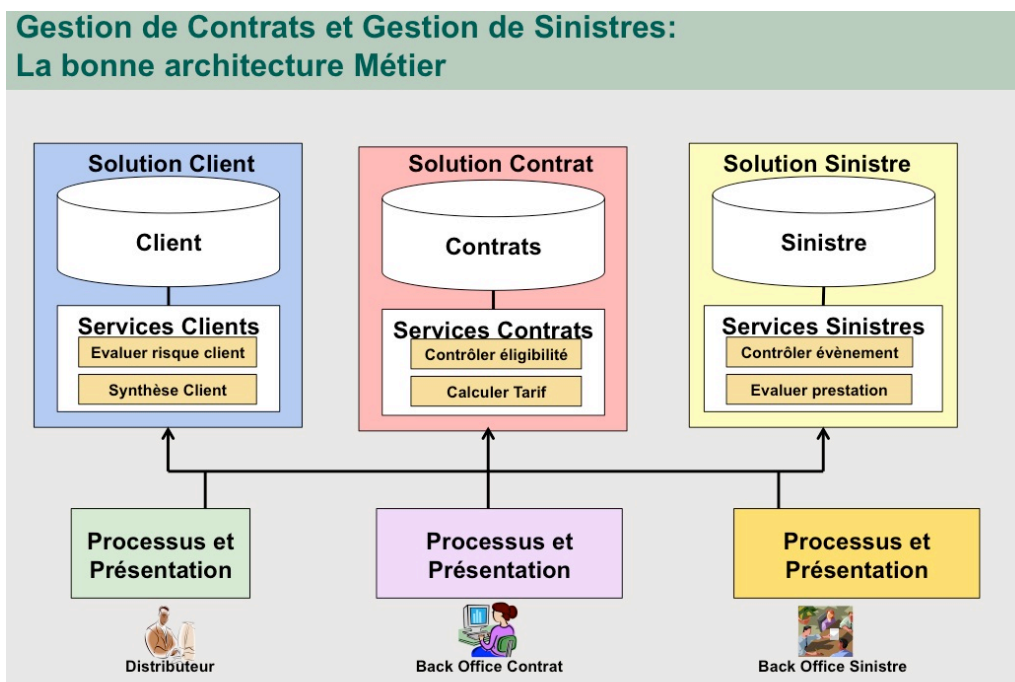 Gestion de Contrats et Gestion de Sinistres:
La bonne architecture Métier
Solution Client
Client
Services Clients
Evaluer risque client
Synthèse Client
Solution Contrat
Contrats
Services Contrats
Contrôler éligibilité
Calculer Tarif
Solution Sinistre
Sinistre
Services Sinistres
Contrôler évènement
Evaluer prestation
Processus et
Présentation
Distributeur
Processus et
Présentation
Back Office Contrat
Processus et
Présentation
Back Office Sinistre